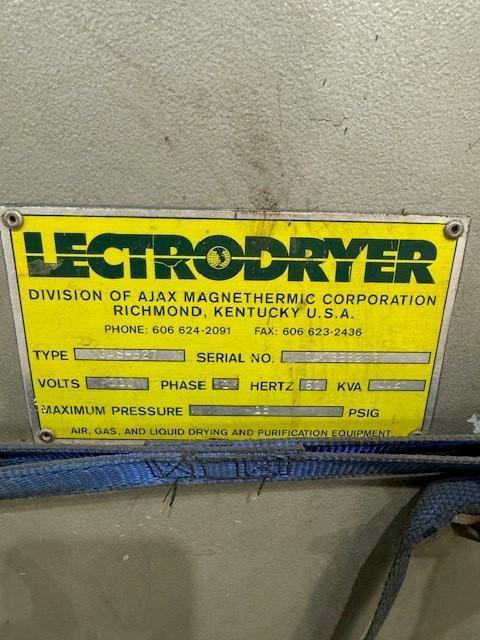 LECTRODRYER
DIVISION OF AJAX MAGNETHERMIC CORPORATION
RICHMOND, KENTUCKY U.S.A.
PHONE: 606 624-2091 FAX: 606 623-2436
TYPE SERIAL NO.
VOLTS PHASE HERTZ KVA
MAXIMUM PRESSURE PSIG
AIR, GAS, AND LIQUID DRYING AND PURIFICATION EQUIPMENT